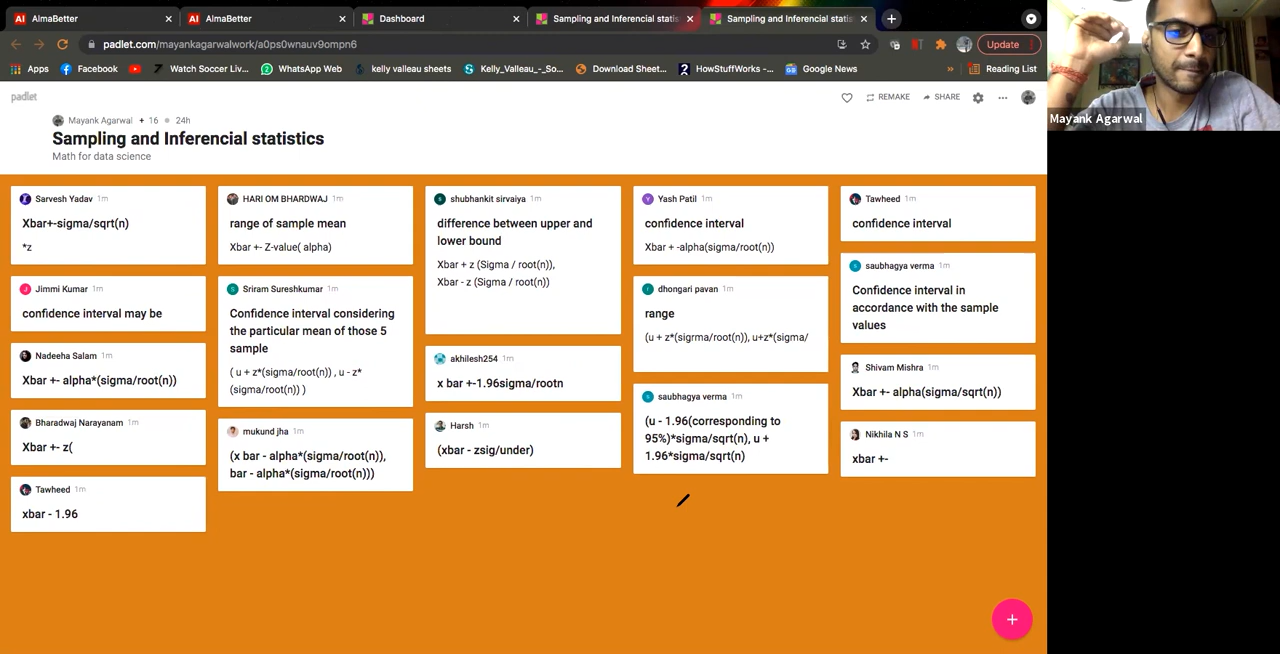 AlmaBetter
AlmaBetter
Dashboard
Sampling and Inferencial statis
Sampling and Inferencial statis
padlet.com/mayankagarwalwork/a0ps0wnauv9ompn6
Update
Apps
Facebook
Watch Soccer Liv...
WhatsApp Web
kelly valleau sheets
Kelly_Valleau_-_So...
Download Sheet...
HowStuffWorks -...
Google News
»
Reading List
padlet
REMAKE
SHARE
Mayank Agarwal + 16 24h
Sampling and Inferencial statistics
Math for data science
Sarvesh Yadav 1m
Xbar+-sigma/sqrt(n)
*z
Jimmi Kumar 1m
confidence interval may be
Nadeeha Salam 1m
Xbar +- alpha*(sigma/root(n))
Bharadwaj Narayanam 1m
Xbar +- z(
Tawheed 1m
xbar - 1.96
HARI OM BHARDWAJ 1m
range of sample mean
Xbar +- Z-value( alpha)
Sriram Sureshkumar 1m
Confidence interval considering
the particular mean of those 5
sample
( u + z*(sigma/root(n)) , u - z*
(sigma/root(n)) )
mukund jha 1m
(x bar - alpha*(sigma/root(n)),
bar - alpha*(sigma/root(n)))
shubhankit sirvaiya 1m
difference between upper and
lower bound
Xbar + z (Sigma / root(n)),
Xbar - z (Sigma / root(n))
akhilesh254 1m
x bar +-1.96sigma/rootn
Harsh 1m
(xbar - zsig/under)
Yash Patil 1m
confidence interval
Xbar + -alpha(sigma/root(n))
dhongari pavan 1m
range
(u + z*(sigrma/root(n)), u+z*(sigma/
saubhagya verma 1m
(u - 1.96(corresponding to
95%)*sigma/sqrt(n), u +
1.96*sigma/sqrt(n)
Tawheed 1m
confidence interval
saubhagya verma 1m
Confidence interval in
accordance with the sample
values
Shivam Mishra 1m
Xbar +- alpha(sigma/sqrt(n))
Nikhila N S 1m
xbar +-
Mayank Agarwal